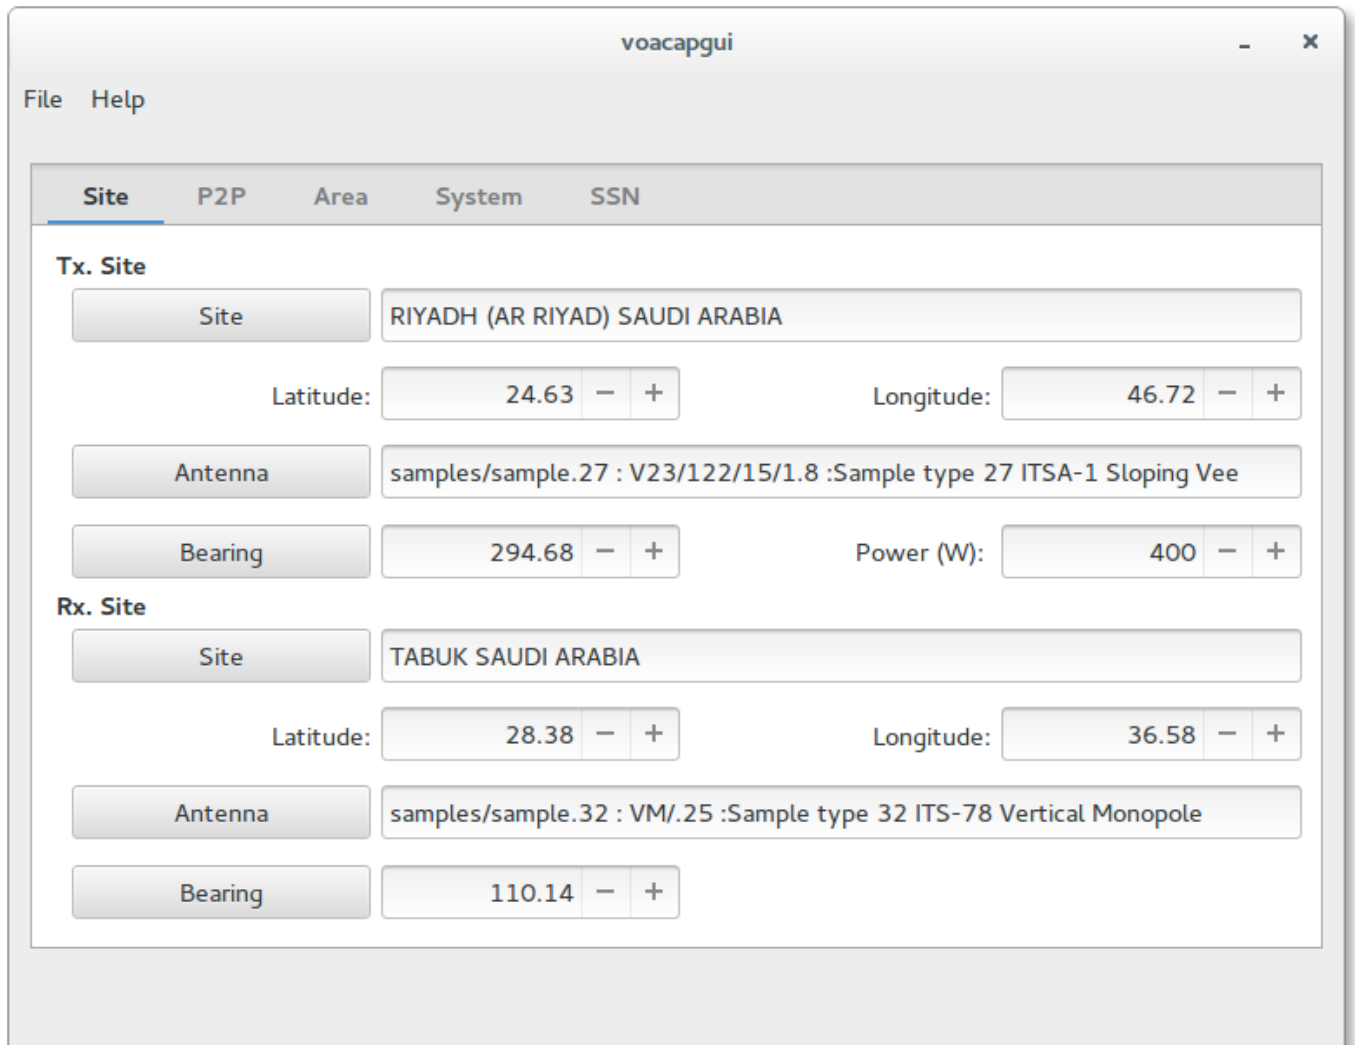 voacapgui
File Help
Site P2P Area System SSN
Tx. Site
Site RIYADH (AR RIYAD) SAUDI ARABIA
Latitude: 24.63 − + Longitude: 46.72 − +
Antenna samples/sample.27 : V23/122/15/1.8 :Sample type 27 ITSA-1 Sloping Vee
Bearing 294.68 − + Power (W): 400 − +
Rx. Site
Site TABUK SAUDI ARABIA
Latitude: 28.38 − + Longitude: 36.58 − +
Antenna samples/sample.32 : VM/.25 :Sample type 32 ITS-78 Vertical Monopole
Bearing 110.14 − +